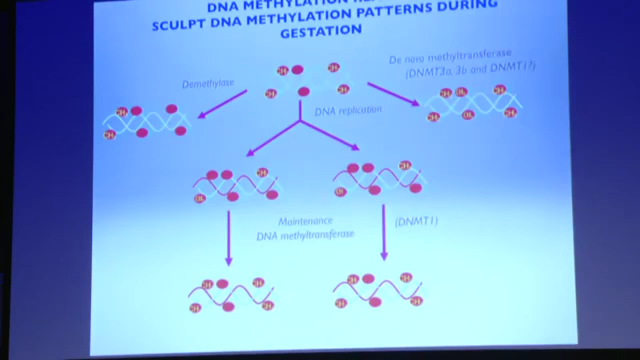 DNA METHYLATION
SCULPT DNA METHYLATION PATTERNS DURING
GESTATION
De novo methyltransferase
(DNMT3a, 3b and DNMT1?)
Demethylase
DNA replication
Maintenance
DNA methyltransferase
(DNMT1)